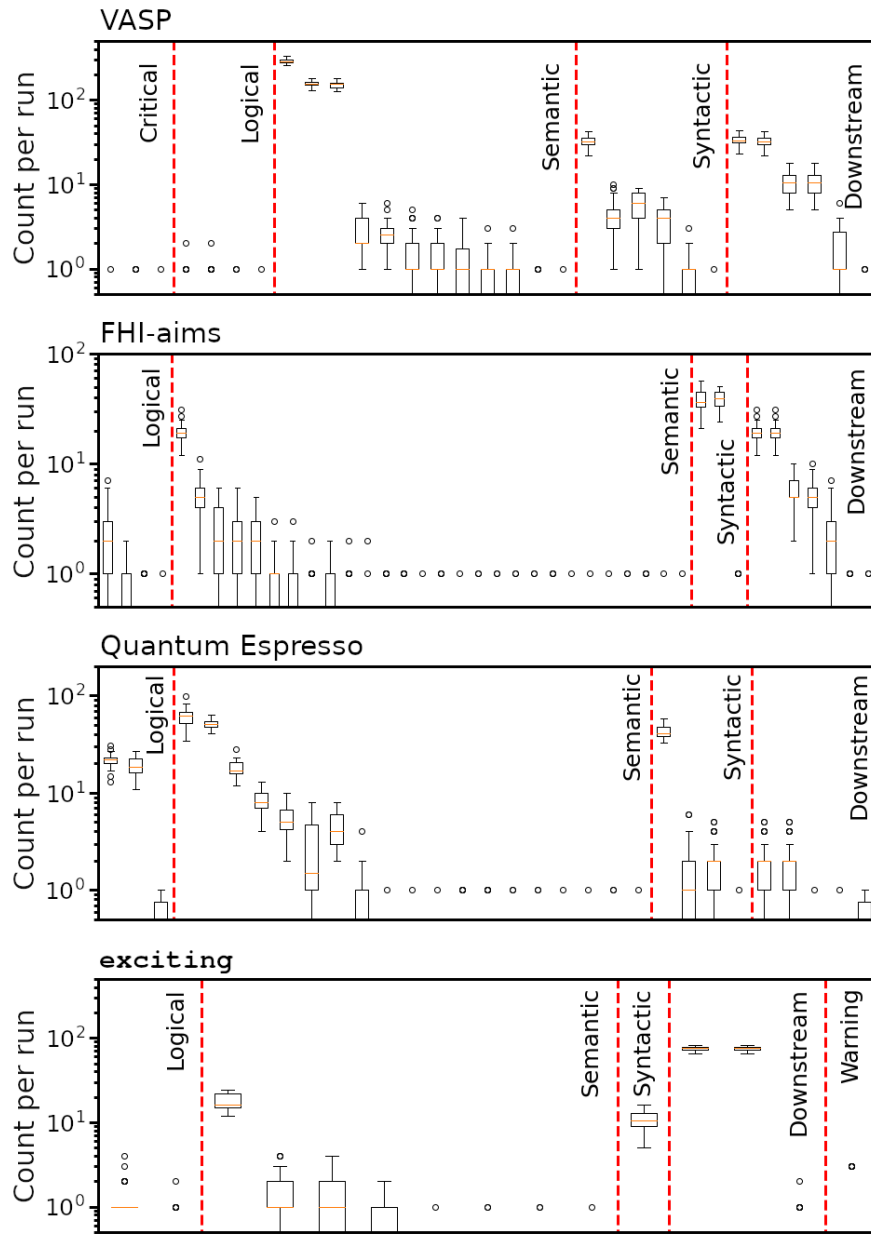 VASP
Count per run
10²
10¹
10⁰
Critical
Logical
Semantic
Syntactic
Downstream
FHI-aims
Count per run
10²
10¹
10⁰
Logical
Semantic
Syntactic
Downstream
Quantum Espresso
Count per run
10²
10¹
10⁰
Logical
Semantic
Syntactic
Downstream
exciting
Count per run
10²
10¹
10⁰
Logical
Semantic
Syntactic
Downstream
Warning